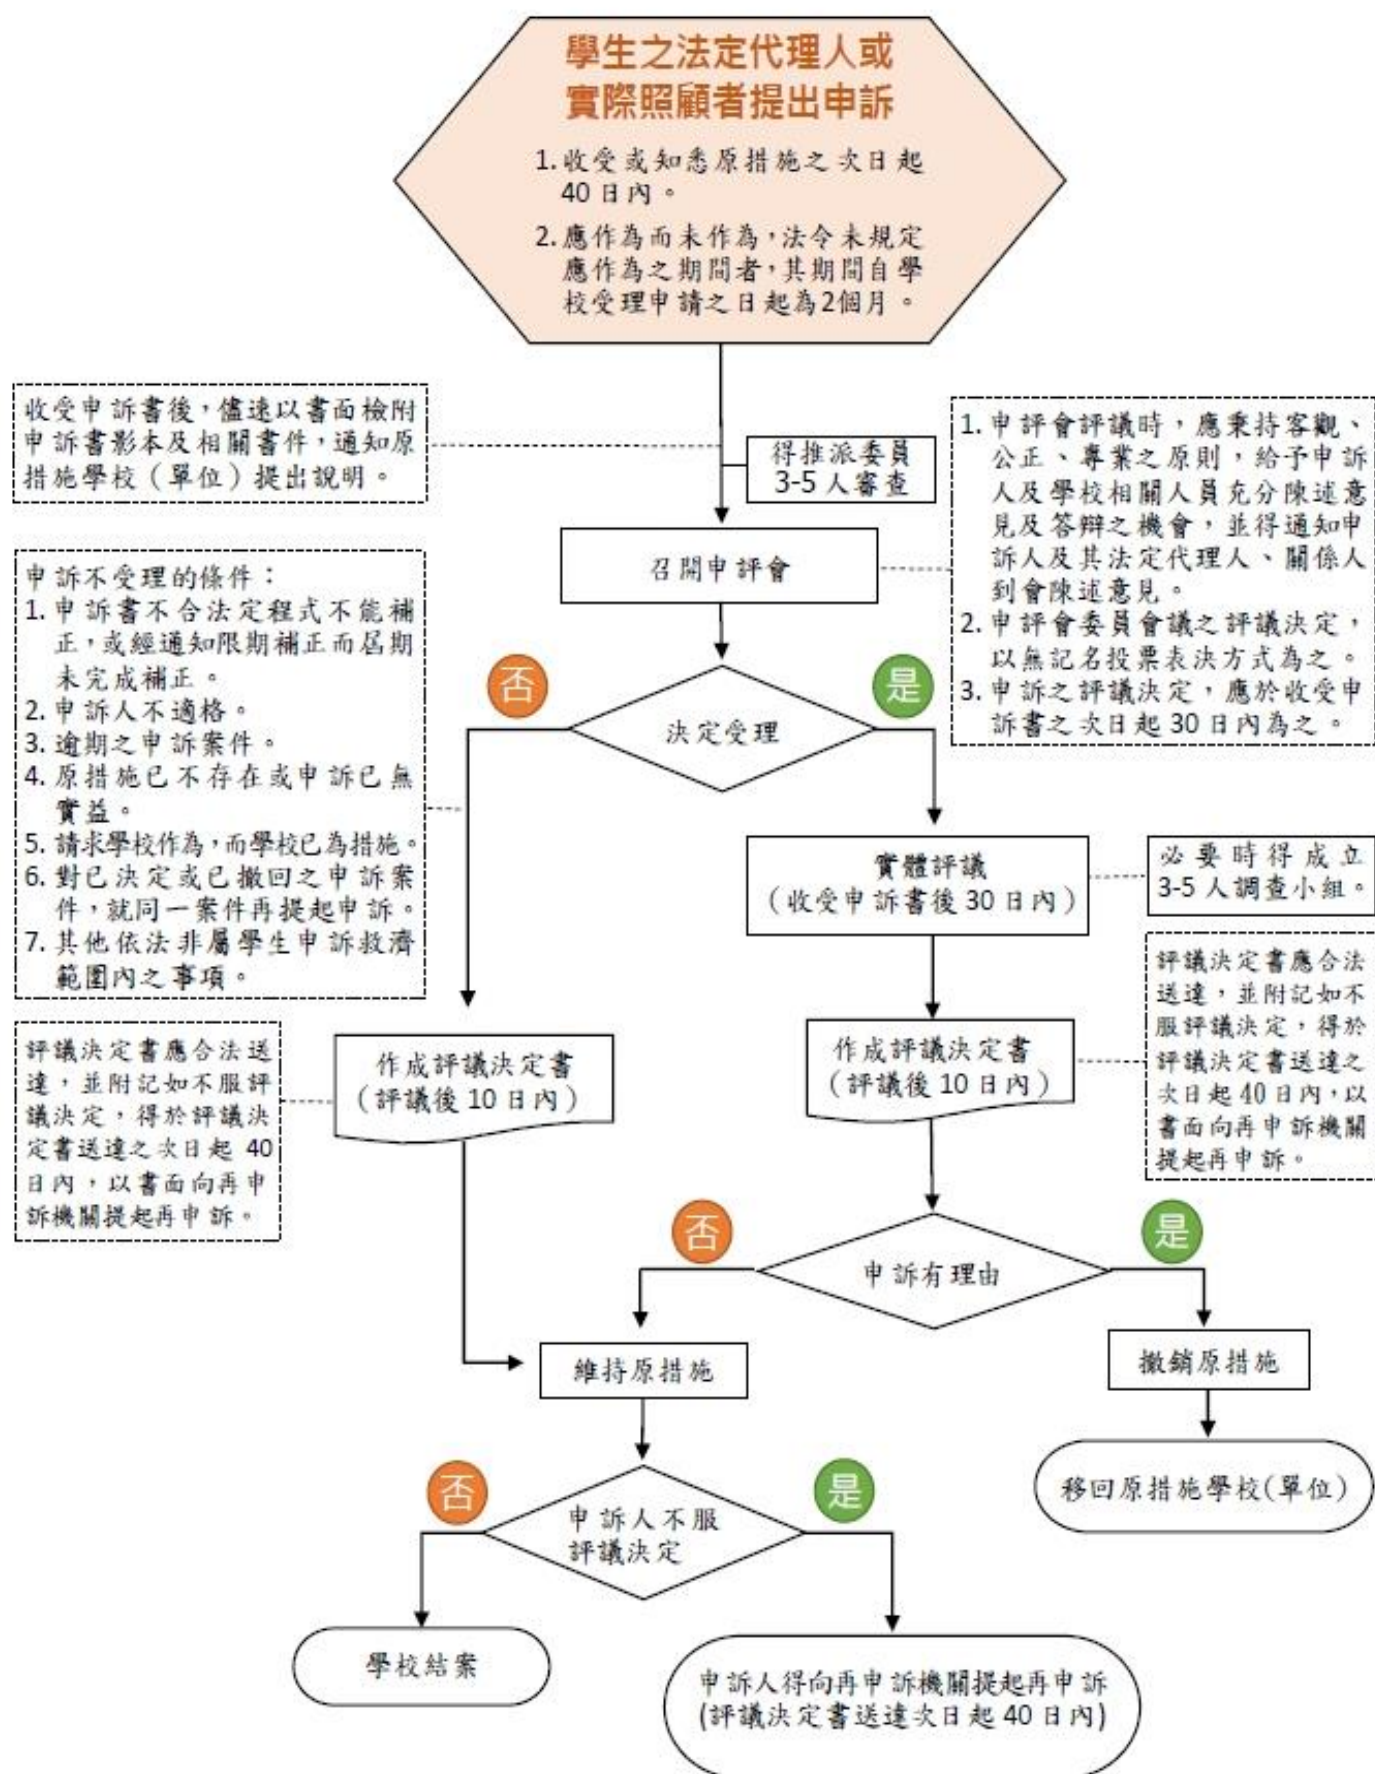 學生之法定代理人或
實際照顧者提出申訴
1. 收受或知悉原措施之次日起
40 日內。
2. 應作為而未作為，法令未規定
應作為之期間者，其期間自學
校受理申請之日起為2個月。
收受申訴書後，儘速以書面檢附
申訴書影本及相關書件，通知原
措施學校（單位）提出說明。
得推派委員
3-5 人審查
1. 申評會評議時，應秉持客觀、
公正、專業之原則，給予申訴
人及學校相關人員充分陳述意
見及答辯之機會，並得通知申
訴人及其法定代理人、關係人
到會陳述意見。
2. 申評會委員會議之評議決定，
以無記名投票表決方式為之。
3. 申訴之評議決定，應於收受申
訴書之次日起 30 日內為之。
召開申評會
申訴不受理的條件：
1. 申訴書不合法定程式不能補
正，或經通知限期補正而屆期
未完成補正。
2. 申訴人不適格。
3. 逾期之申訴案件。
4. 原措施已不存在或申訴已無
實益。
5. 請求學校作為，而學校已為措施。
6. 對已決定或已撤回之申訴案
件，就同一案件再提起申訴。
7. 其他依法非屬學生申訴救濟
範圍內之事項。
否
是
決定受理
實體評議
（收受申訴書後 30 日內）
必要時得成立
3-5 人調查小組。
評議決定書應合法送
達，並附記如不服評
議決定，得於評議決
定書送達之次日起 40
日內，以書面向再申
訴機關提起再申訴。
作成評議決定書
（評議後 10 日內）
作成評議決定書
（評議後 10 日內）
評議決定書應合法
送達，並附記如不
服評議決定，得於
評議決定書送達之
次日起 40 日內，以
書面向再申訴機關
提起再申訴。
否
是
申訴有理由
維持原措施
撤銷原措施
移回原措施學校(單位)
否
是
申訴人不服
評議決定
學校結案
申訴人得向再申訴機關提起再申訴
(評議決定書送達次日起 40 日內)